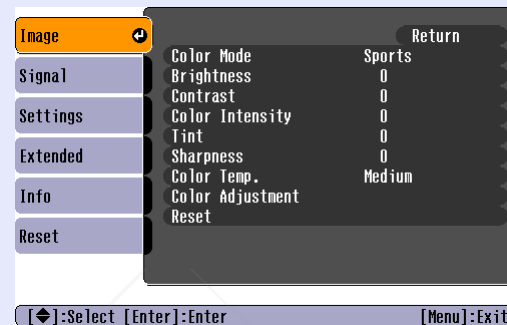 Image
Signal
Settings
Extended
Info
Reset
Return
Color Mode Sports
Brightness 0
Contrast 0
Color Intensity 0
Tint 0
Sharpness 0
Color Temp. Medium
Color Adjustment
Reset
[◆]:Select [Enter]:Enter [Menu]:Exit